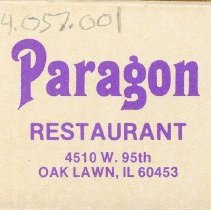 4.057.001
Paragon
RESTAURANT
4510 W. 95th
OAK LAWN, IL 60453